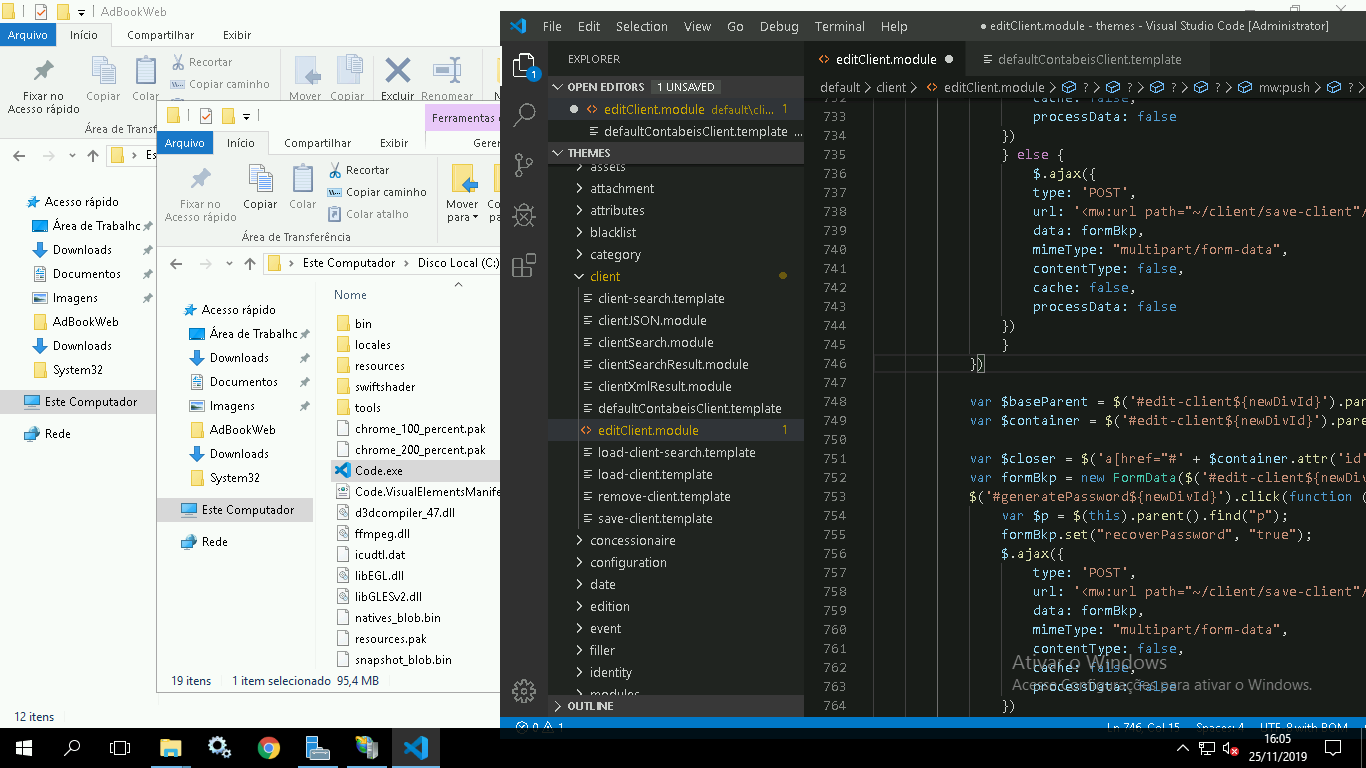 AdBookWeb
Arquivo Início Compartilhar Exibir
Fixar no
Acesso rápido
Copiar
Colar
Recortar
Copiar caminho
Mover
Copiar
Excluir
Renomear
Área de Transfe
Es
Acesso rápido
Área de Trabalhc
Downloads
Documentos
Imagens
AdBookWeb
Downloads
System32
Este Computador
Rede
12 itens
Ferramentas
Arquivo Início Compartilhar Exibir Geren
Fixar no
Acesso rápido
Copiar
Colar
Recortar
Copiar caminho
Colar atalho
Mover
para
Área de Transferência
Este Computador Disco Local (C:)
Nome
Acesso rápido
Área de Trabalhc
Downloads
Documentos
Imagens
AdBookWeb
Downloads
System32
Este Computador
Rede
bin
locales
resources
swiftshader
tools
chrome_100_percent.pak
chrome_200_percent.pak
Code.exe
Code.VisualElementsManife
d3dcompiler_47.dll
ffmpeg.dll
icudtl.dat
libEGL.dll
libGLESv2.dll
natives_blob.bin
resources.pak
snapshot_blob.bin
19 itens 1 item selecionado 95,4 MB
File Edit Selection View Go Debug Terminal Help
● editClient.module - themes - Visual Studio Code [Administrator]
1
EXPLORER
OPEN EDITORS 1 UNSAVED
editClient.module default\cli... 1
defaultContabeisClient.template ...
THEMES
assets
attachment
attributes
blacklist
category
client
client-search.template
clientJSON.module
clientSearch.module
clientSearchResult.module
clientXmlResult.module
defaultContabeisClient.template
editClient.module 1
load-client-search.template
load-client.template
remove-client.template
save-client.template
concessionaire
configuration
date
edition
event
filler
identity
modules
OUTLINE
editClient.module
defaultContabeisClient.template
default > client > editClient.module > ? > ? > ? > ? > mw:push > ?
732 cache: false,
733 processData: false
734 })
735 } else {
736 $.ajax({
737 type: 'POST',
738 url: '<mw:url path="~/client/save-client"/
739 data: formBkp,
740 mimeType: "multipart/form-data",
741 contentType: false,
742 cache: false,
743 processData: false
744 })
745 }
746 })
747
748 var $baseParent = $('#edit-client${newDivId}').par
749 var $container = $('#edit-client${newDivId}').pare
750
751 var $closer = $('a[href="#' + $container.attr('id'
752 var formBkp = new FormData($('#edit-client${newDiv
753 $('#generatePassword${newDivId}').click(function (
754 var $p = $(this).parent().find("p");
755 formBkp.set("recoverPassword", "true");
756 $.ajax({
757 type: 'POST',
758 url: '<mw:url path="~/client/save-client"/
759 data: formBkp,
760 mimeType: "multipart/form-data",
761 contentType: false,
762 cache: false,
763 processData: false
764 })
Ativar o Windows
Acesse Configurações para ativar o Windows.
0 1 Ln 746, Col 15 Spaces: 4 UTF-8 with BOM
16:05
25/11/2019